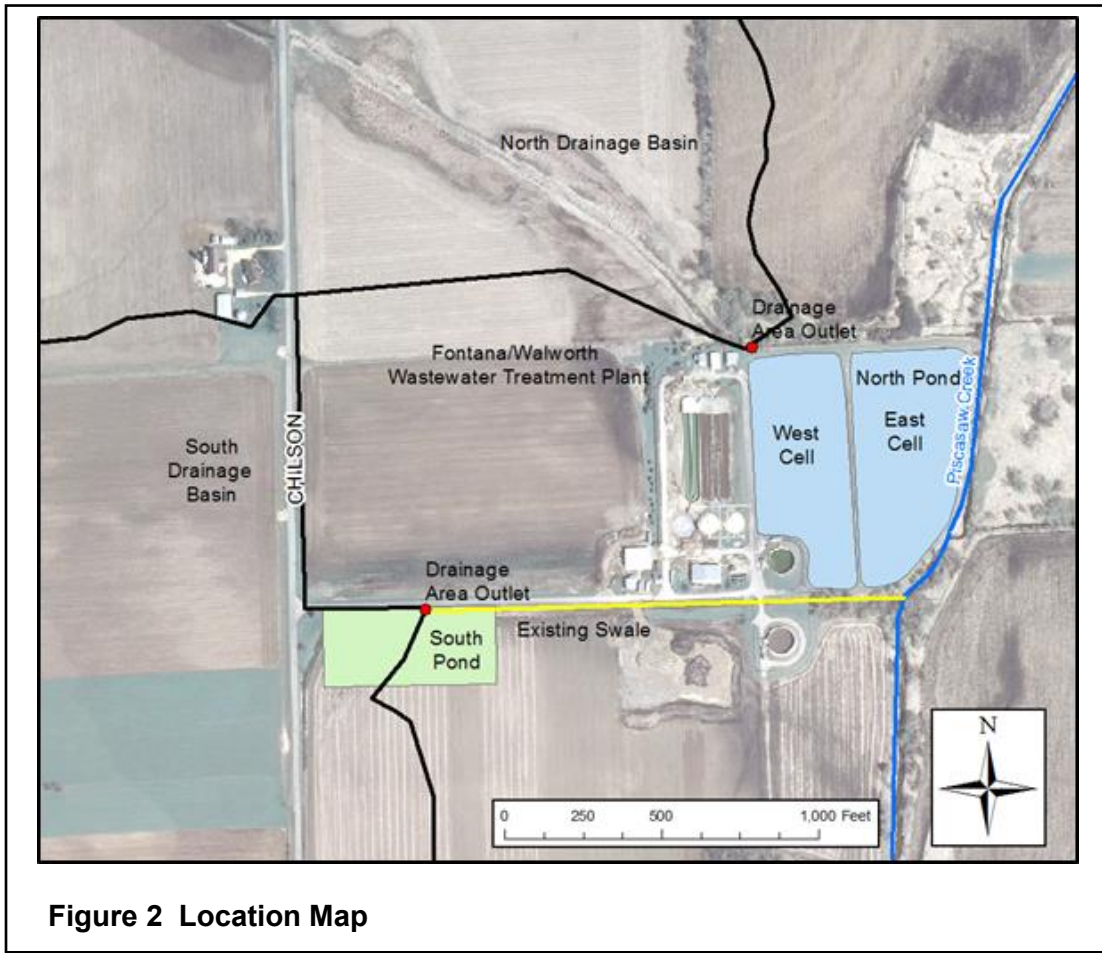 North Drainage Basin
Drainage
Area Outlet
Fontana/Walworth
Wastewater Treatment Plant
North Pond
East
Cell
West
Cell
Piscasaw Creek
South
Drainage
Basin
CHILSON
Drainage
Area Outlet
South
Pond
Existing Swale
N
0 250 500 1,000 Feet
Figure 2 Location Map